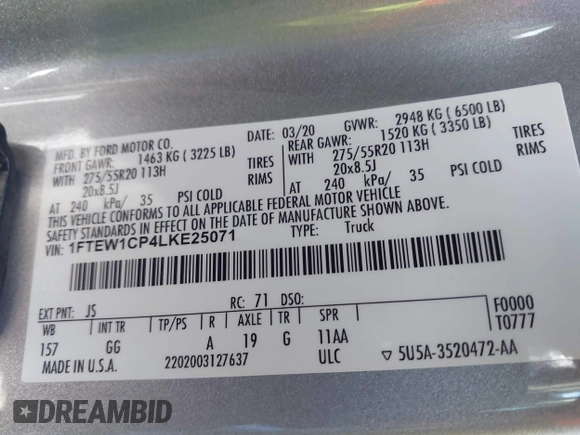 MFD. BY FORD MOTOR CO.
DATE: 03/20 GVWR: 2948 KG ( 6500 LB)
FRONT GAWR: 1463 KG ( 3225 LB)
REAR GAWR: 1520 KG ( 3350 LB)
WITH 275/55R20 113H TIRES
WITH 275/55R20 113H TIRES
20x8.5J RIMS
20x8.5J RIMS
AT 240 kPa/ 35 PSI COLD
AT 240 kPa/ 35 PSI COLD
THIS VEHICLE CONFORMS TO ALL APPLICABLE FEDERAL MOTOR VEHICLE
SAFETY STANDARDS IN EFFECT ON THE DATE OF MANUFACTURE SHOWN ABOVE.
VIN: 1FTEW1CP4LKE25071
TYPE: Truck
EXT PNT: JS RC: 71 DSO:
WB INT TR TP/PS R AXLE TR SPR F0000
157 GG A 19 G 11AA T0777
ULC
MADE IN U.S.A. 2202003127637 ▽ 5U5A-3520472-AA
DREAMBID